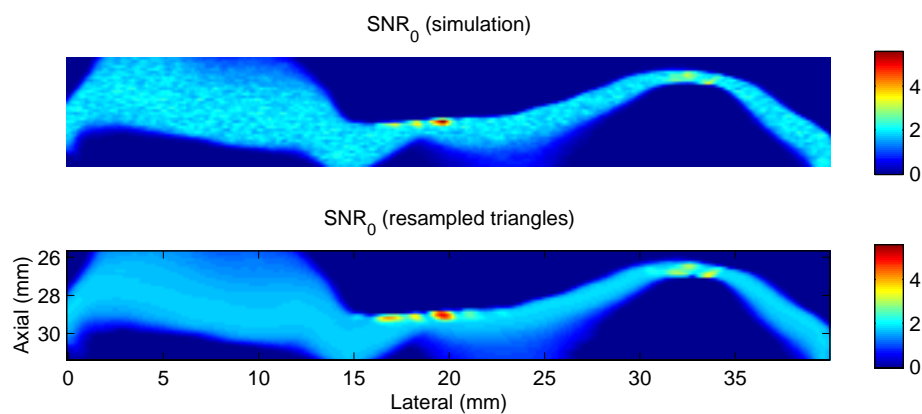 SNR0 (simulation)
4
2
0
SNR0 (resampled triangles)
Axial (mm)
26
28
30
0 5 10 15 20 25 30 35
Lateral (mm)
4
2
0